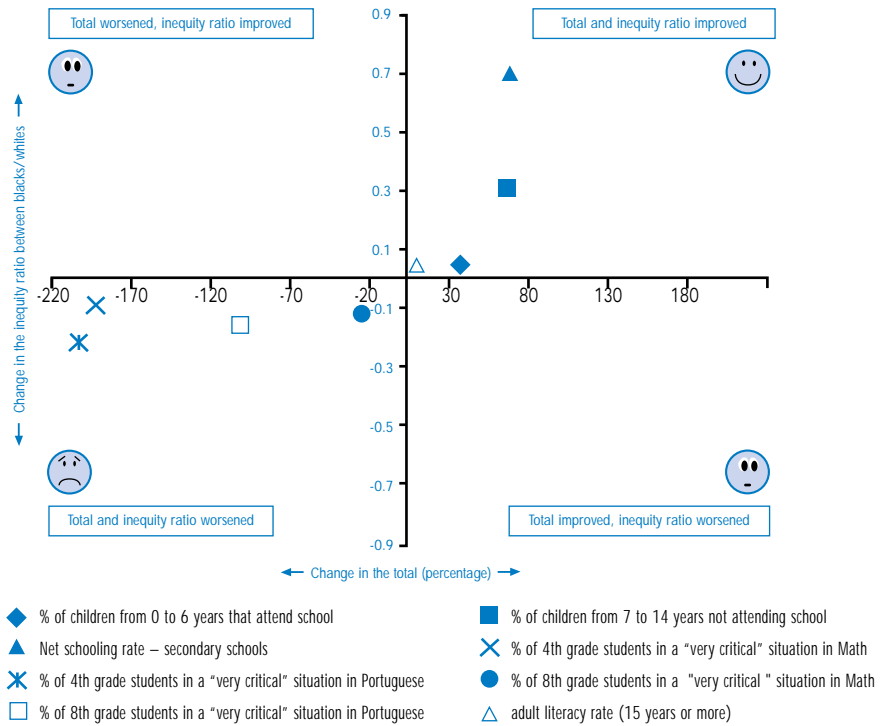 Total worsened, inequity ratio improved
Total and inequity ratio improved
0.9
0.7
0.5
0.3
0.1
-0.1
-0.3
-0.5
-0.7
-0.9
Change in the inequity ratio between blacks/whites
-220 -170 -120 -70 -20 30 80 130 180
Total and inequity ratio worsened
Total improved, inequity ratio worsened
Change in the total (percentage)
% of children from 0 to 6 years that attend school
% of children from 7 to 14 years not attending school
Net schooling rate – secondary schools
% of 4th grade students in a “very critical” situation in Math
% of 4th grade students in a “very critical” situation in Portuguese
% of 8th grade students in a "very critical " situation in Math
% of 8th grade students in a “very critical” situation in Portuguese
adult literacy rate (15 years or more)